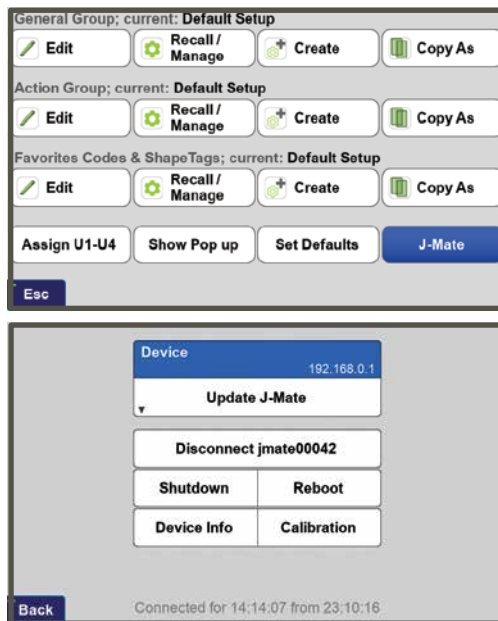 General Group; current: Default Setup
Edit Recall / Manage Create Copy As
Action Group; current: Default Setup
Edit Recall / Manage Create Copy As
Favorites Codes & ShapeTags; current: Default Setup
Edit Recall / Manage Create Copy As
Assign U1-U4 Show Pop up Set Defaults J-Mate
Esc
Device
192.168.0.1
Update J-Mate
Disconnect jmate00042
Shutdown Reboot
Device Info Calibration
Back Connected for 14:14:07 from 23:10:16